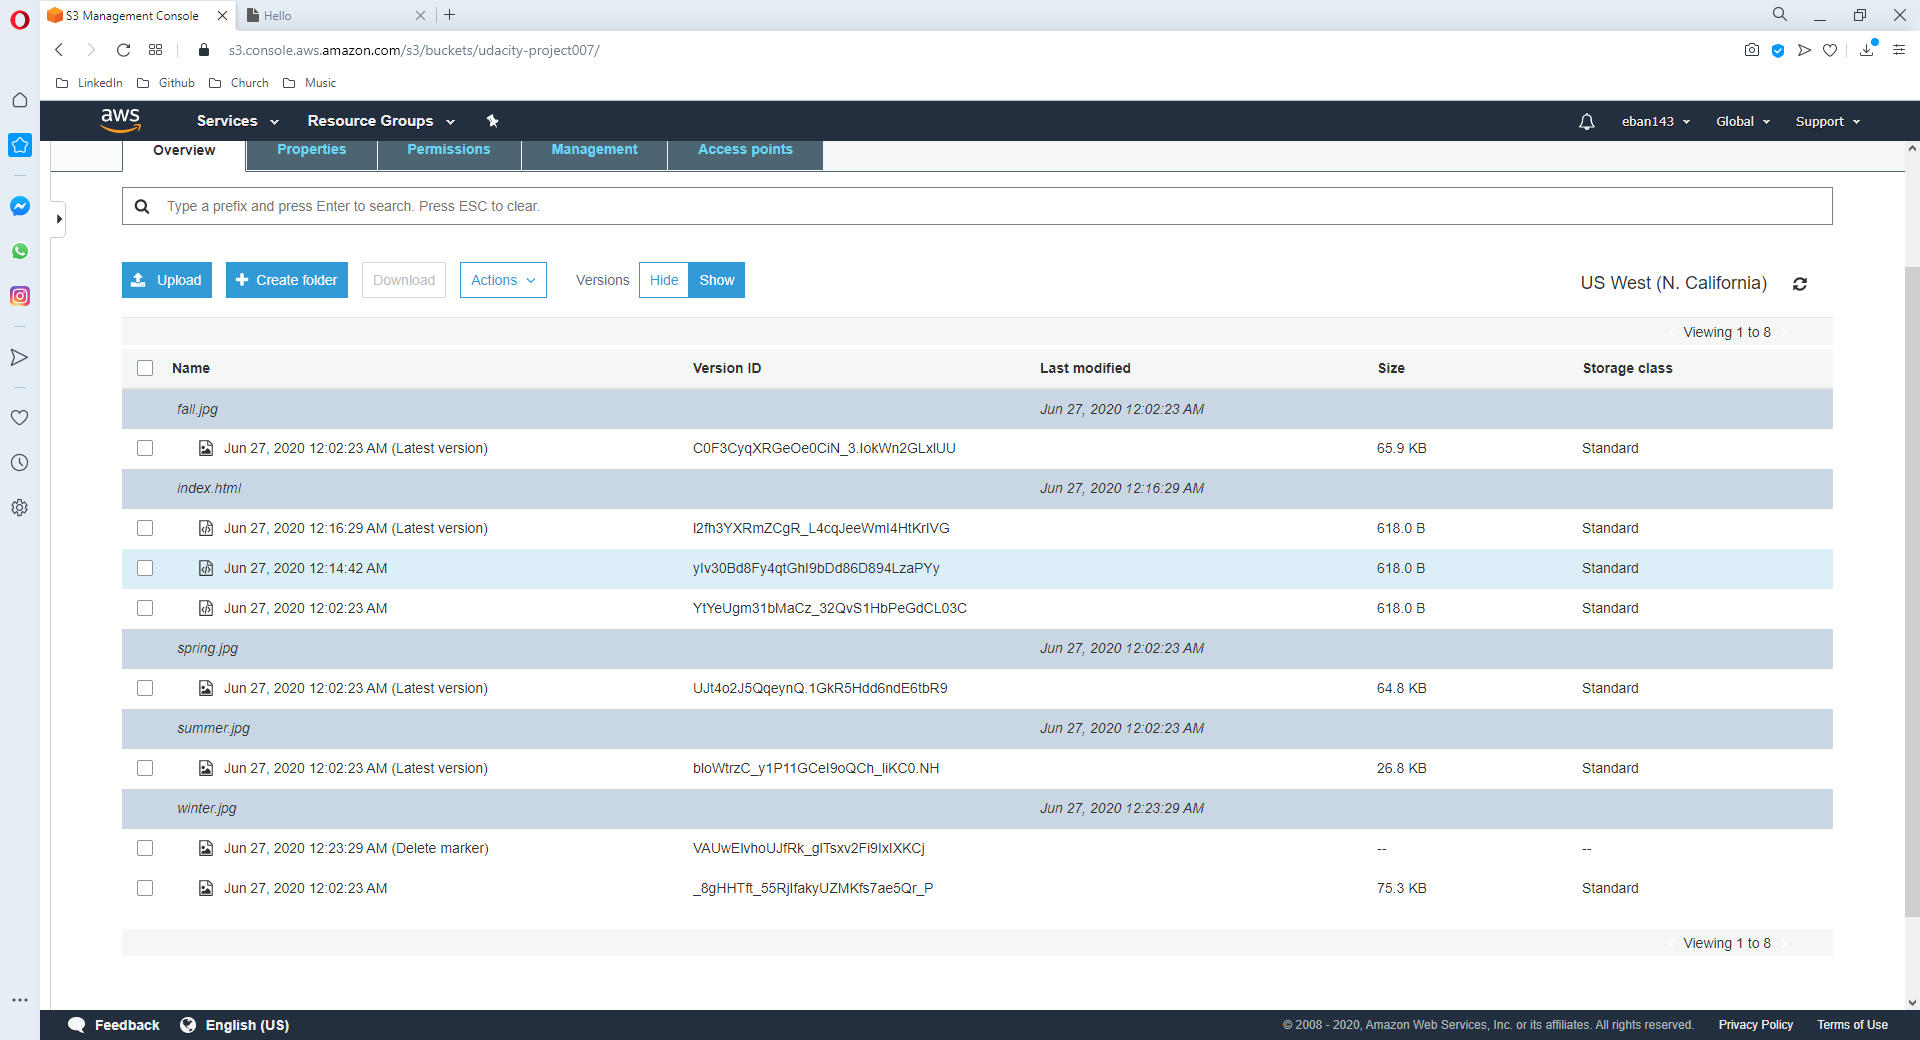 S3 Management Console
Hello
s3.console.aws.amazon.com/s3/buckets/udacity-project007/
LinkedIn Github Church Music
aws Services Resource Groups eban143 Global Support
Overview Properties Permissions Management Access points
Type a prefix and press Enter to search. Press ESC to clear.
Upload Create folder Download Actions Versions Hide Show US West (N. California)
Viewing 1 to 8
Name Version ID Last modified Size Storage class
fall.jpg Jun 27, 2020 12:02:23 AM
Jun 27, 2020 12:02:23 AM (Latest version) C0F3CyqXRGeOe0CiN_3.IokWn2GLxIUU 65.9 KB Standard
index.html Jun 27, 2020 12:16:29 AM
Jun 27, 2020 12:16:29 AM (Latest version) I2fh3YXRmZCgR_L4cqJeeWmI4HtKrIVG 618.0 B Standard
Jun 27, 2020 12:14:42 AM yIv30Bd8Fy4qtGhI9bDd86D894LzaPYy 618.0 B Standard
Jun 27, 2020 12:02:23 AM YtYeUgm31bMaCz_32QvS1HbPeGdCL03C 618.0 B Standard
spring.jpg Jun 27, 2020 12:02:23 AM
Jun 27, 2020 12:02:23 AM (Latest version) UJt4o2J5QqeynQ.1GkR5Hdd6ndE6tbR9 64.8 KB Standard
summer.jpg Jun 27, 2020 12:02:23 AM
Jun 27, 2020 12:02:23 AM (Latest version) bIoWtrzC_y1P11GCeI9oQCh_IiKC0.NH 26.8 KB Standard
winter.jpg Jun 27, 2020 12:23:29 AM
Jun 27, 2020 12:23:29 AM (Delete marker) VAUwEIvhoUJfRk_gITsxv2Fi9IxIXKCj -- --
Jun 27, 2020 12:02:23 AM _8gHHTft_55RjIfakyUZMKfs7ae5Qr_P 75.3 KB Standard
Viewing 1 to 8
Feedback English (US) © 2008 - 2020, Amazon Web Services, Inc. or its affiliates. All rights reserved. Privacy Policy Terms of Use